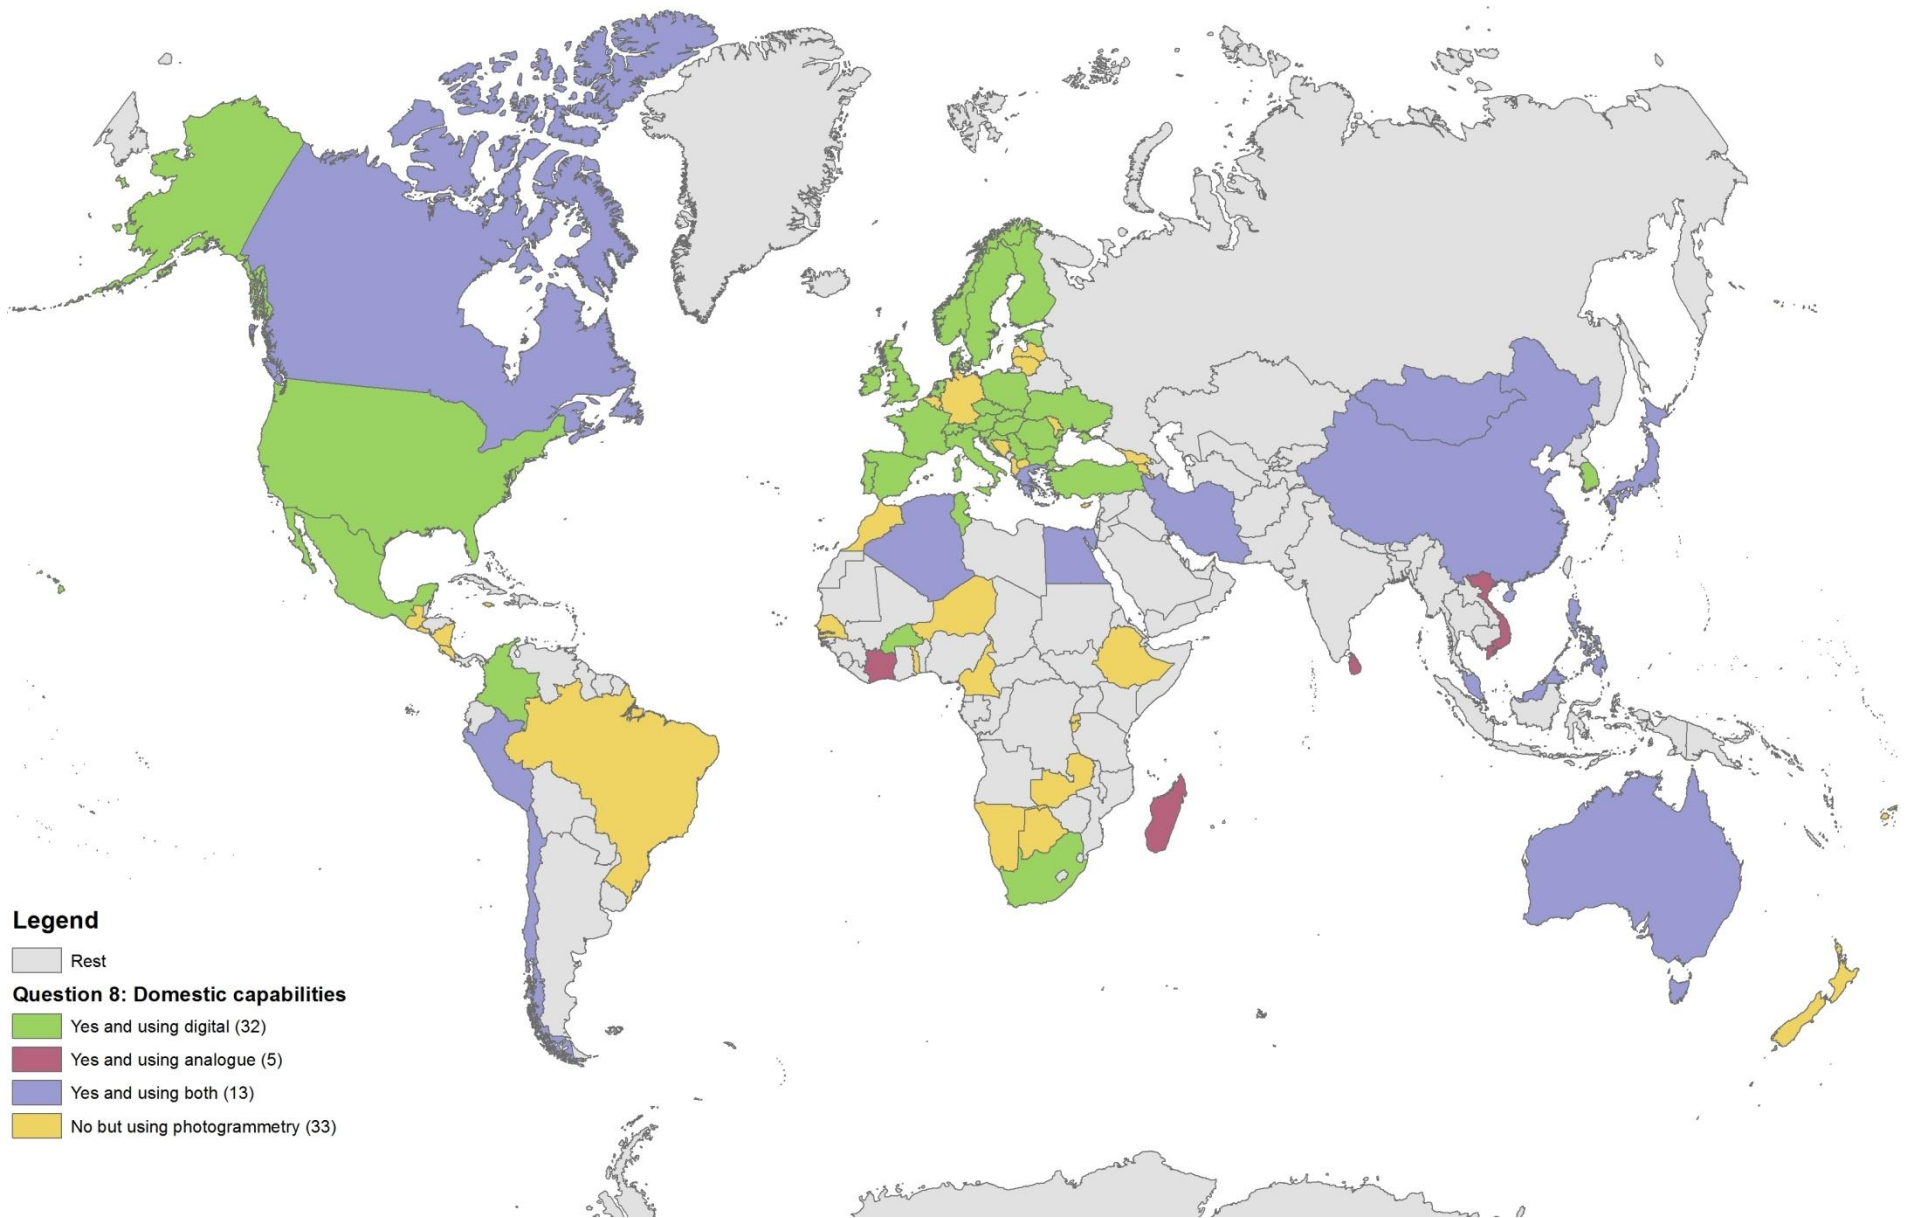 Legend
Rest
Question 8: Domestic capabilities
Yes and using digital (32)
Yes and using analogue (5)
Yes and using both (13)
No but using photogrammetry (33)